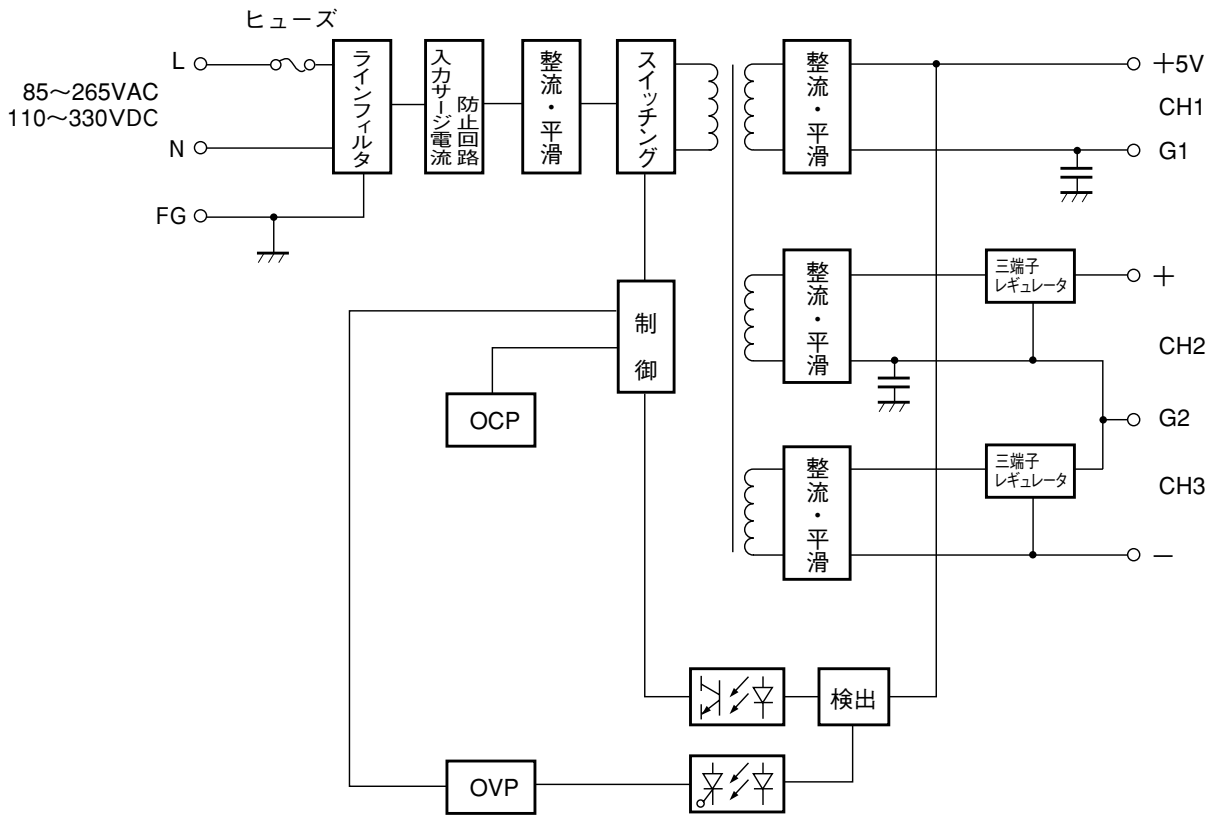 ヒューズ
L
85～265VAC
110～330VDC
N
FG
ラインフィルタ
入力サージ電流
防止回路
整流・平滑
スイッチング
整流・平滑
+5V
CH1
G1
整流・平滑
三端子
レギュレータ
+
CH2
G2
制御
OCP
整流・平滑
三端子
レギュレータ
CH3
−
検出
OVP